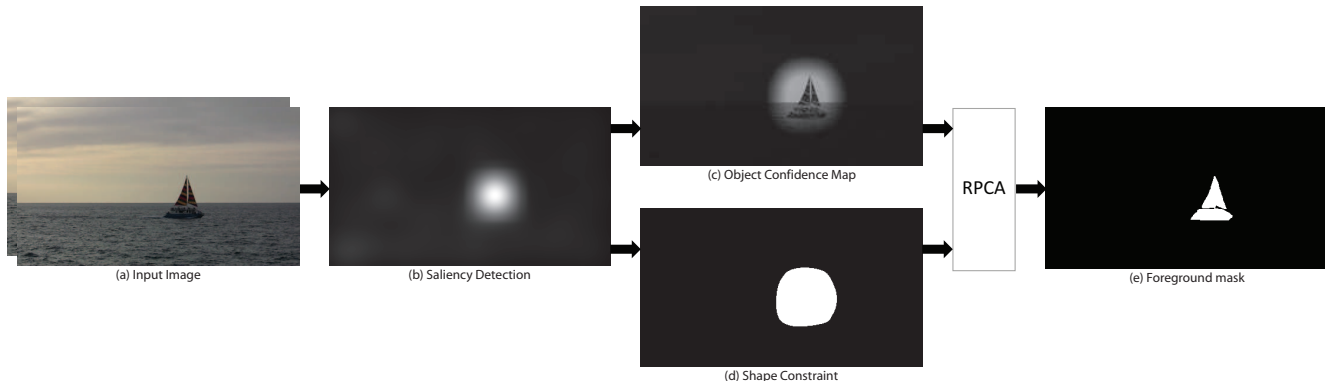 (a) Input Image
(b) Saliency Detection
(c) Object Confidence Map
(d) Shape Constraint
RPCA
(e) Foreground mask